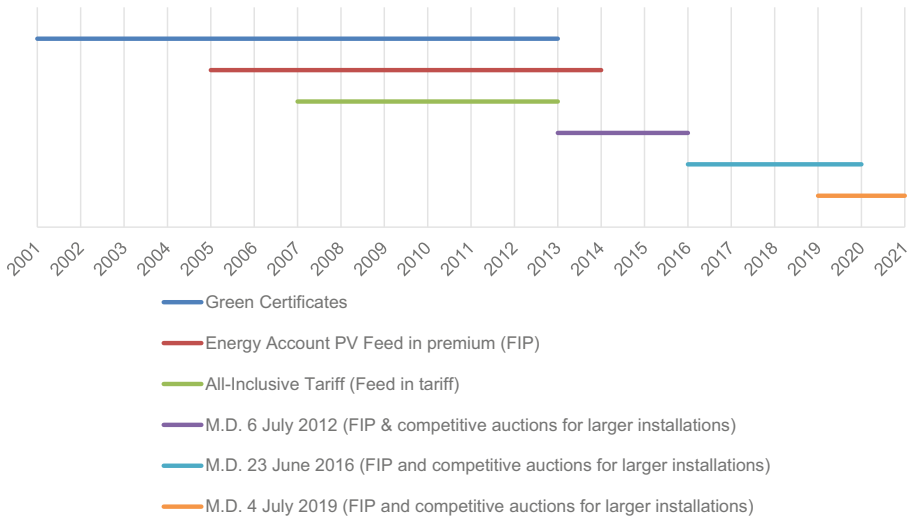 2001 2002 2003 2004 2005 2006 2007 2008 2009 2010 2011 2012 2013 2014 2015 2016 2017 2018 2019 2020 2021
Green Certificates
Energy Account PV Feed in premium (FIP)
All-Inclusive Tariff (Feed in tariff)
M.D. 6 July 2012 (FIP & competitive auctions for larger installations)
M.D. 23 June 2016 (FIP and competitive auctions for larger installations)
M.D. 4 July 2019 (FIP and competitive auctions for larger installations)